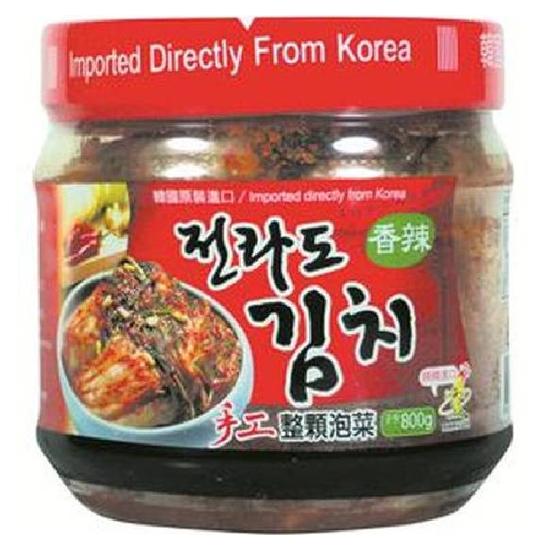 Imported Directly From Korea
韓國原裝進口 / Imported directly from Korea
전라도
香辣
김치
手工整顆泡菜
800g